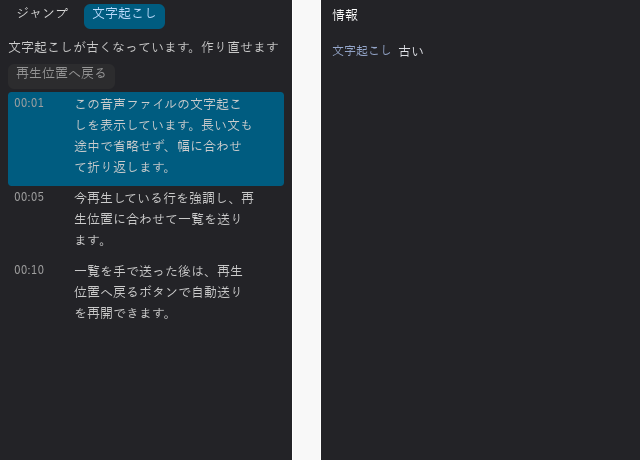 ジャンプ 文字起こし
文字起こしが古くなっています。作り直せます
再生位置へ戻る
00:01 この音声ファイルの文字起こ
しを表示しています。長い文も
途中で省略せず、幅に合わせ
て折り返します。
00:05 今再生している行を強調し、再
生位置に合わせて一覧を送り
ます。
00:10 一覧を手で送った後は、再生
位置へ戻るボタンで自動送り
を再開できます。
情報
文字起こし 古い